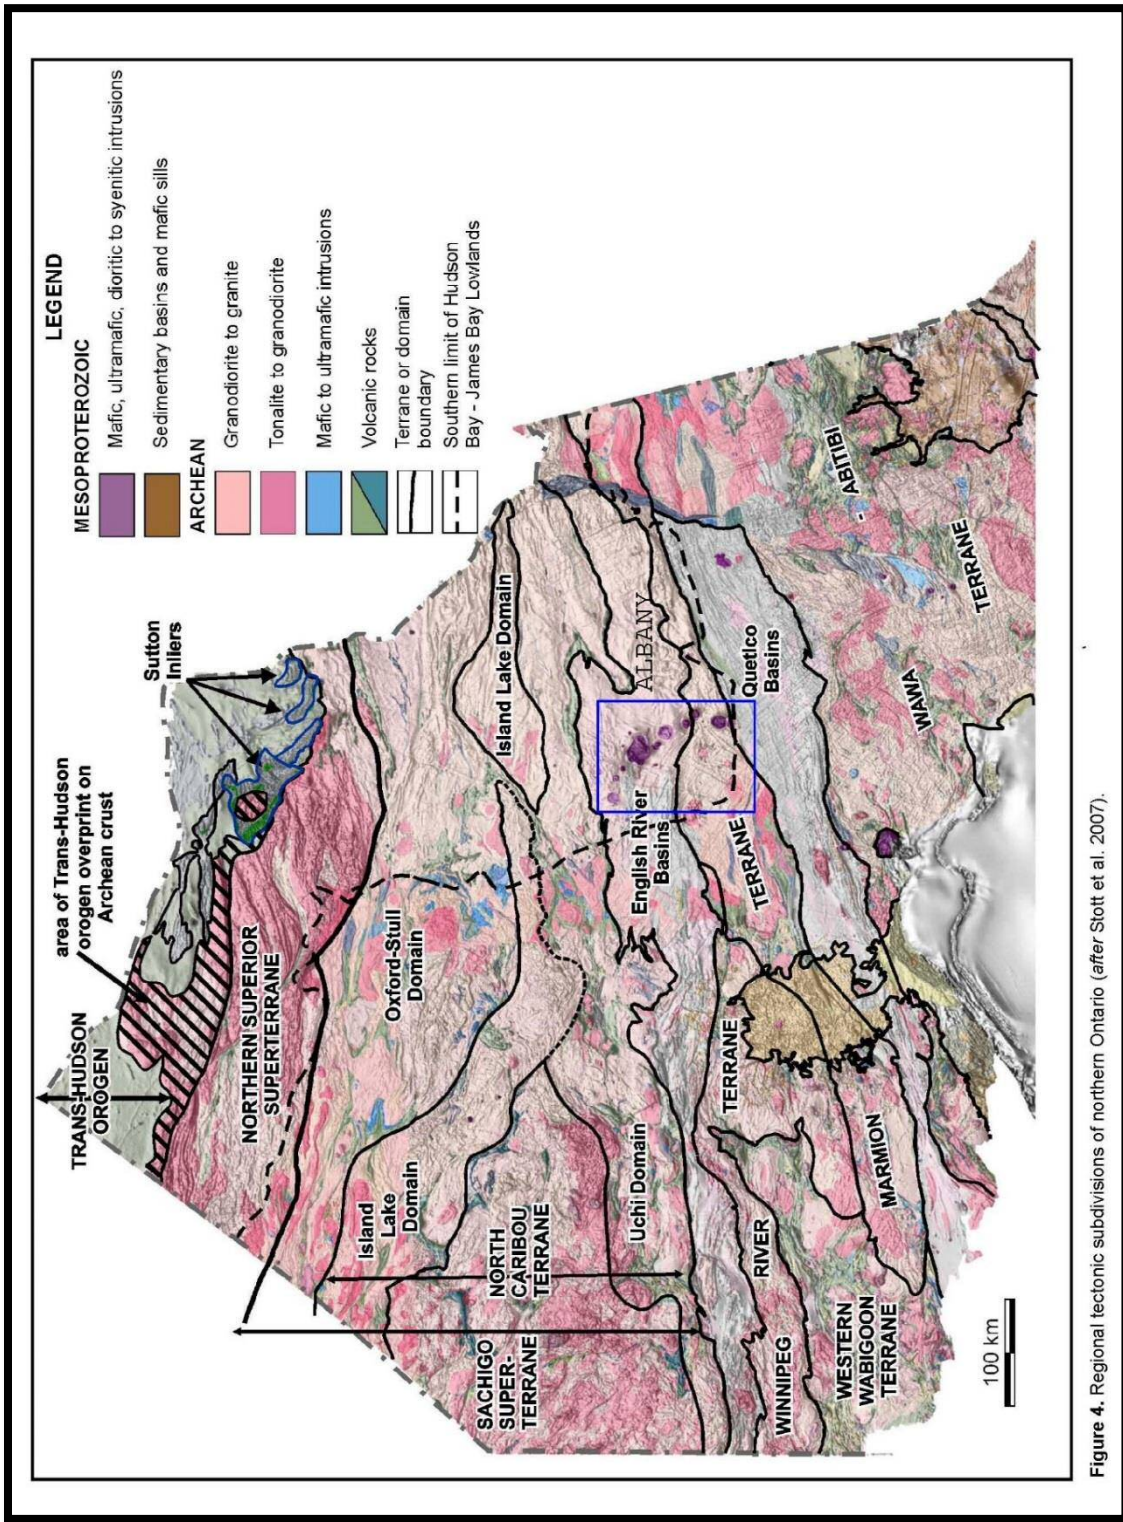 LEGEND
MESOPROTEROZOIC
Mafic, ultramafic, dioritic to syenitic intrusions
Sedimentary basins and mafic sills
ARCHEAN
Granodiorite to granite
Tonalite to granodiorite
Mafic to ultramafic intrusions
Volcanic rocks
Terrane or domain
boundary
Southern limit of Hudson
Bay - James Bay Lowlands
TRANS-HUDSON
OROGEN
area of Trans-Hudson
orogen overprint on
Archean crust
Sutton
Inliers
NORTHERN SUPERIOR
SUPERTERRANE
Oxford-Stull
Domain
Island Lake Domain
Island
Lake
Domain
NORTH
CARIBOU
TERRANE
SACHIGO
SUPER-
TERRANE
Uchi Domain
English River
Basins
ALBANY
WINNIPEG
RIVER
TERRANE
TERRANE
Quetico
Basins
MARMION
WESTERN
WABIGOON
TERRANE
WAWA
- ABITIBI
TERRANE
100 km
Figure 4. Regional tectonic subdivisions of northern Ontario (after Stott et al. 2007).